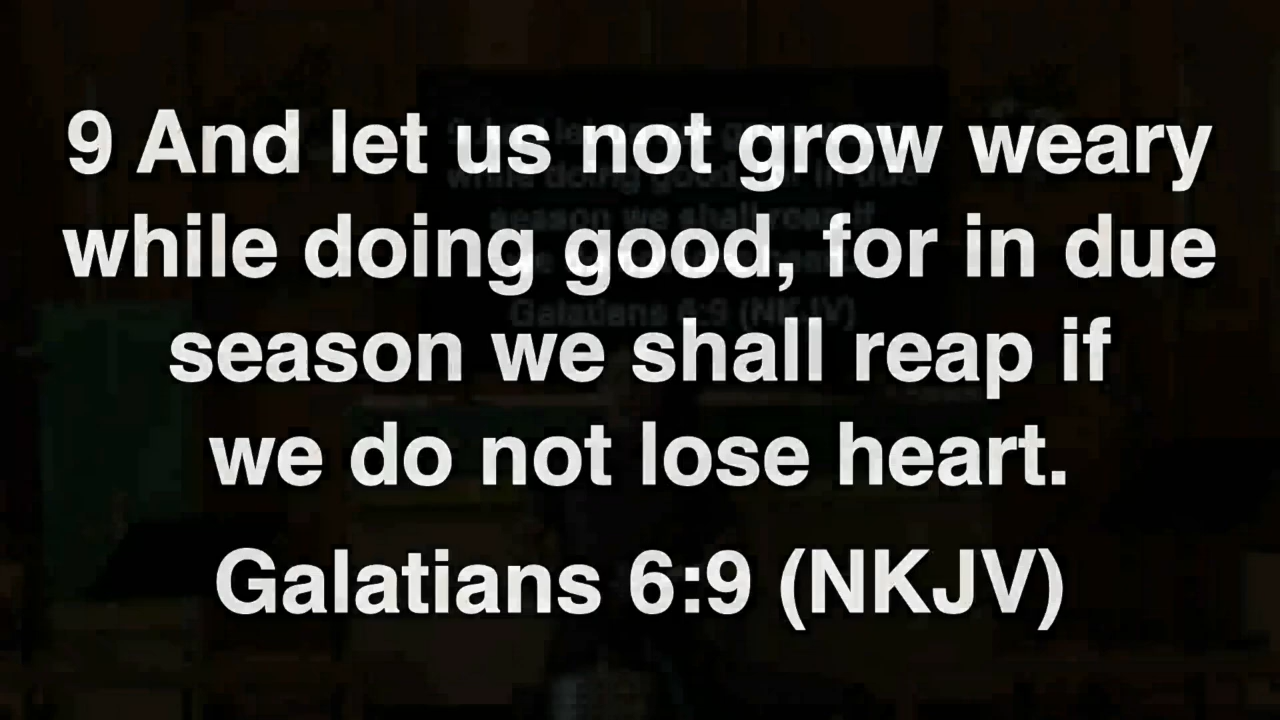 9 And let us not grow weary
while doing good, for in due
season we shall reap if
we do not lose heart.
Galatians 6:9 (NKJV)